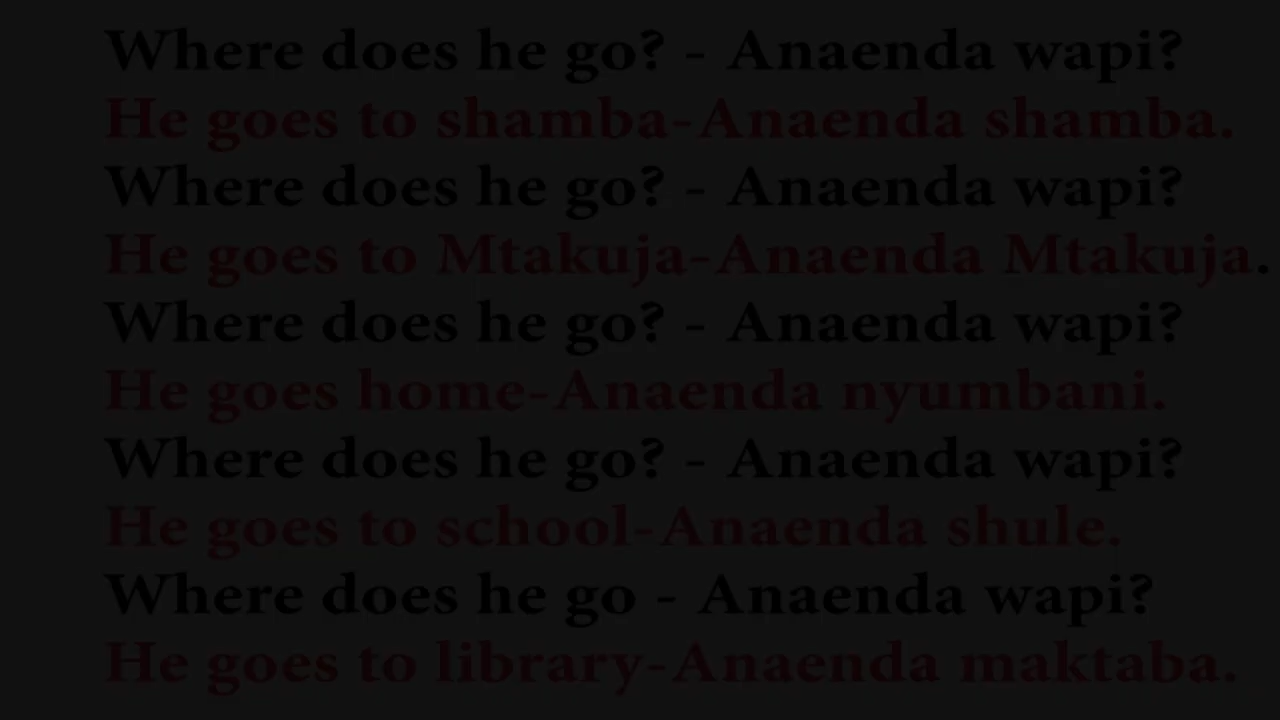 Where does he go? - Anaenda wapi?
He goes to shamba-Anaenda shamba.
Where does he go? - Anaenda wapi?
He goes to Mtakuja-Anaenda Mtakuja.
Where does he go? - Anaenda wapi?
He goes home-Anaenda nyumbani.
Where does he go? - Anaenda wapi?
He goes to school-Anaenda shule.
Where does he go - Anaenda wapi?
He goes to library-Anaenda maktaba.